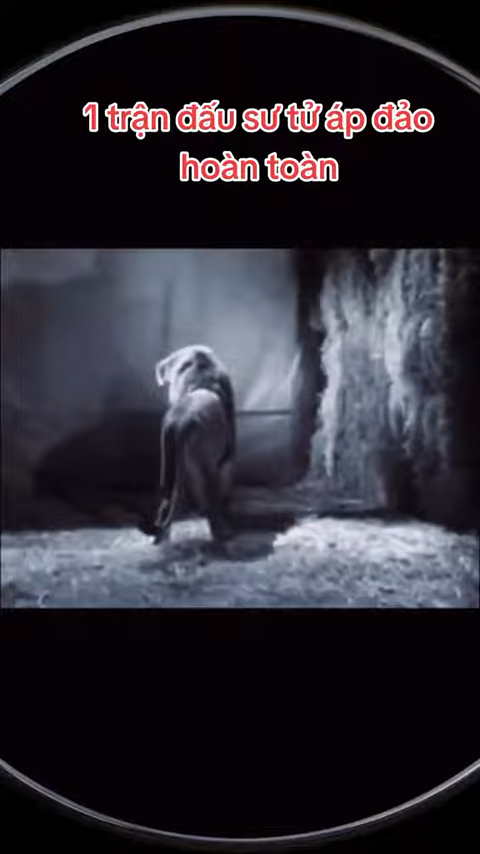 1 trận đấu sư tử áp đảo
hoàn toàn